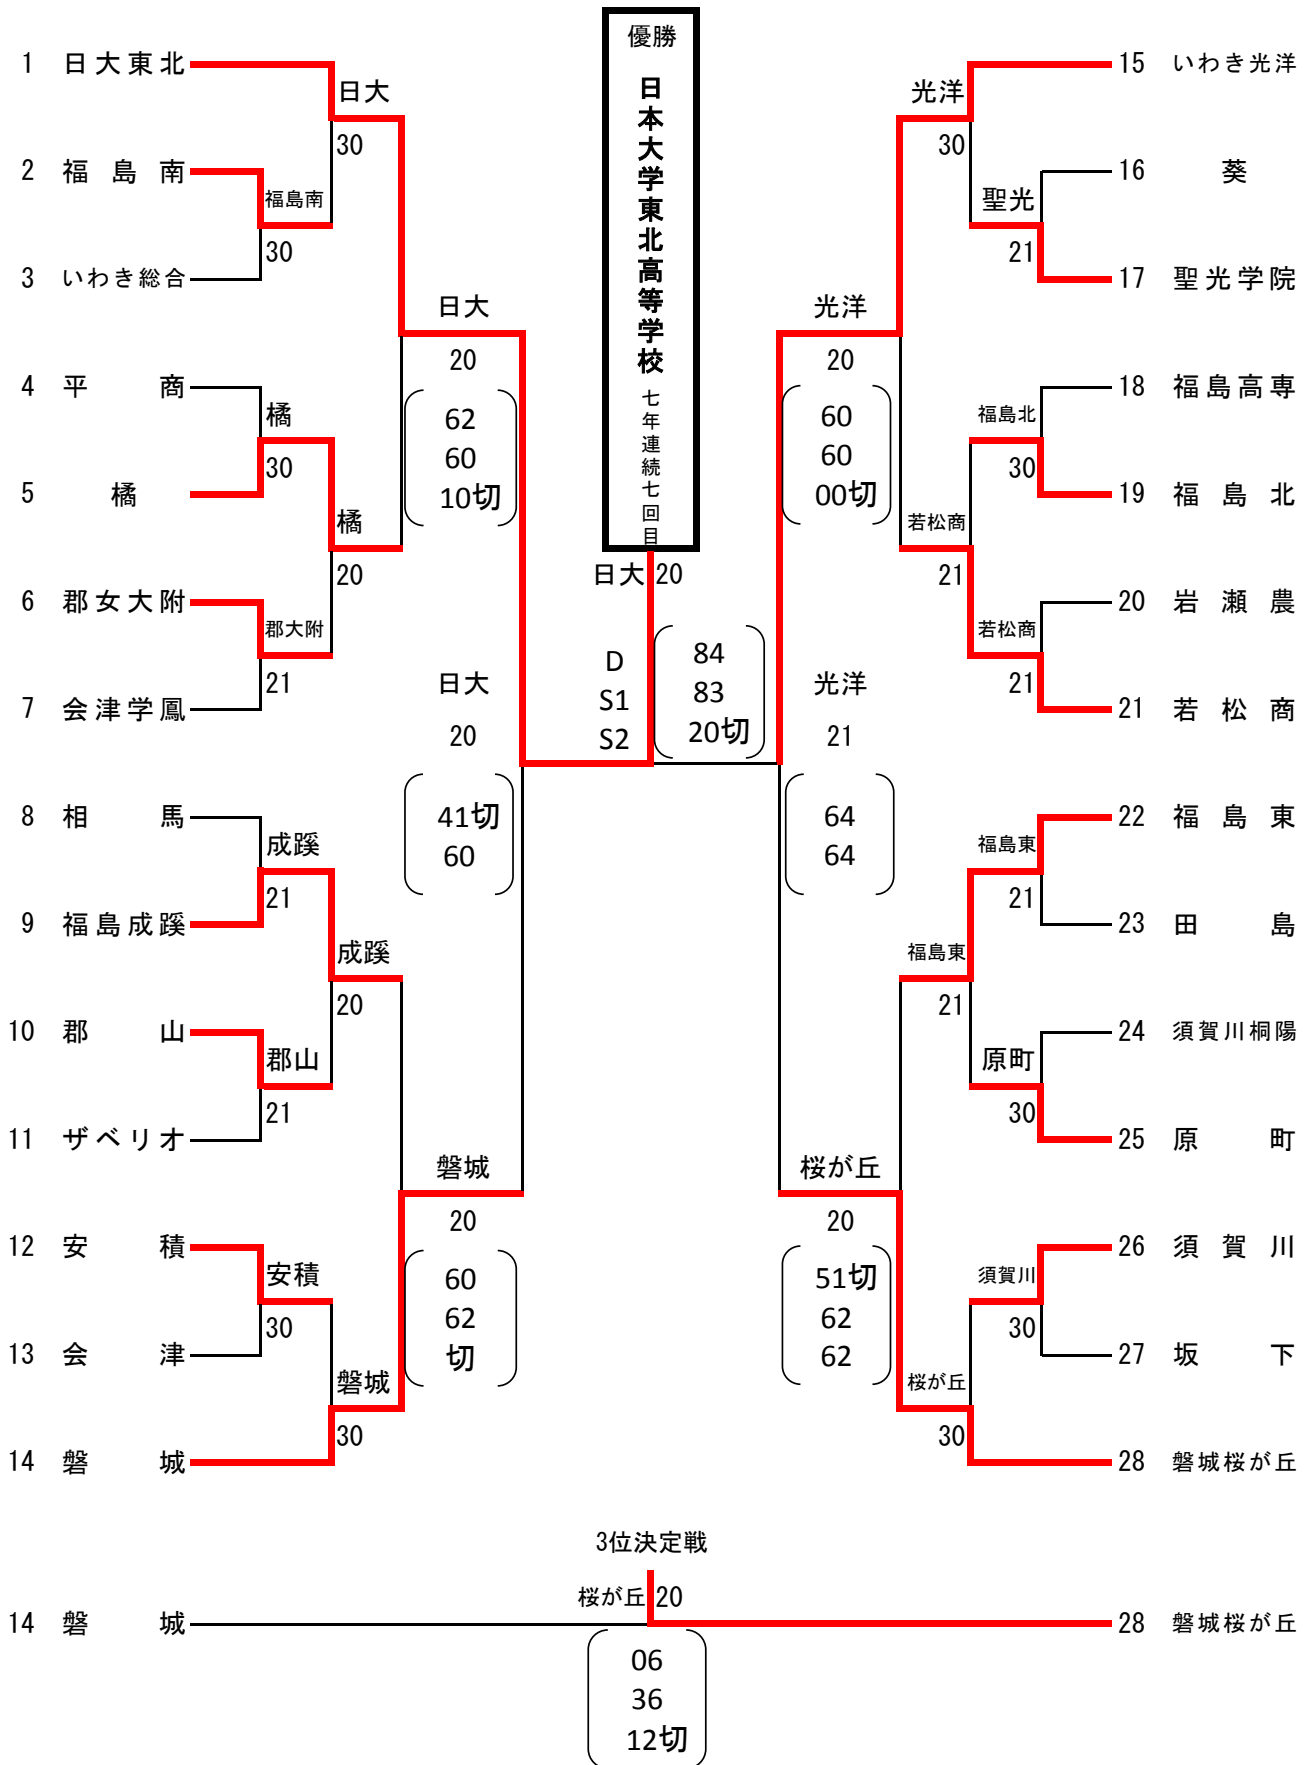 優勝
日本大学東北高等学校 七年連続七回目
1 日大東北
日大
30
2 福島南
福島南
30
3 いわき総合
日大
20
62
60
10切
4 平商
橘
30
5 橘
橘
20
6 郡女大附
郡大附
21
7 会津学鳳
日大
20
41切
60
8 相馬
成蹊
21
9 福島成蹊
成蹊
20
10 郡山
郡山
21
11 ザベリオ
磐城
20
60
62
切
12 安積
安積
30
13 会津
磐城
30
14 磐城
日大 20
D 84
S1 83
S2 20切
15 いわき光洋
光洋
30
16 葵
聖光
21
17 聖光学院
光洋
20
60
60
00切
18 福島高専
福島北
30
19 福島北
若松商
21
20 岩瀬農
若松商
21
21 若松商
光洋
21
64
64
22 福島東
福島東
21
23 田島
福島東
21
24 須賀川桐陽
原町
30
25 原町
桜が丘
20
51切
62
62
26 須賀川
須賀川
30
27 坂下
桜が丘
30
28 磐城桜が丘
3位決定戦
桜が丘 20
14 磐城
28 磐城桜が丘
06
36
12切